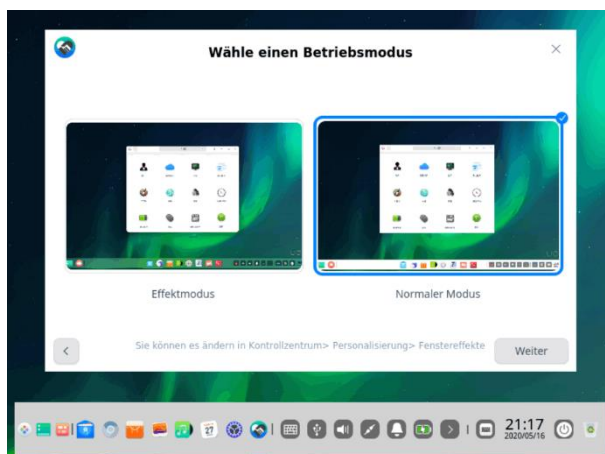 Wähle einen Betriebsmodus
Effektmodus
Normaler Modus
Sie können es ändern in Kontrollzentrum> Personalisierung> Fenstereffekte
Weiter
27
21:17
2020/05/16